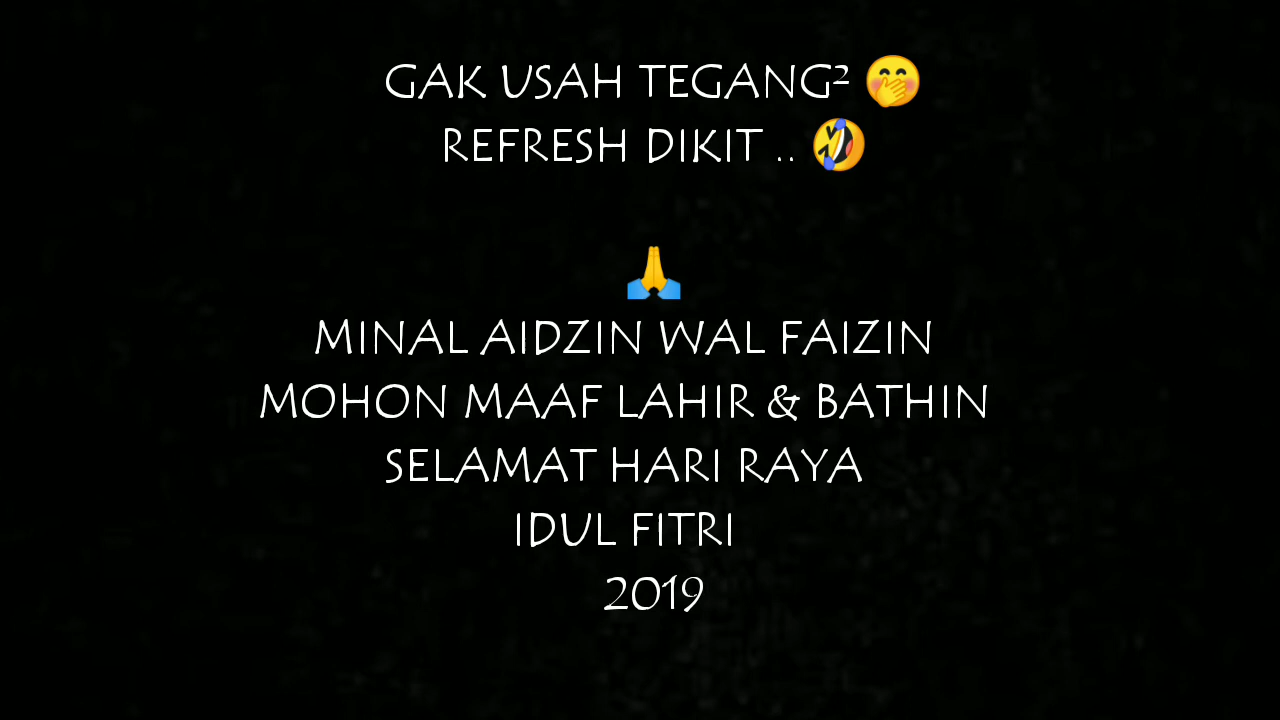 GAK USAH TEGANG² 🤭
REFRESH DIKIT .. 🤣
🙏
MINAL AIDZIN WAL FAIZIN
MOHON MAAF LAHIR & BATHIN
SELAMAT HARI RAYA
IDUL FITRI
2019